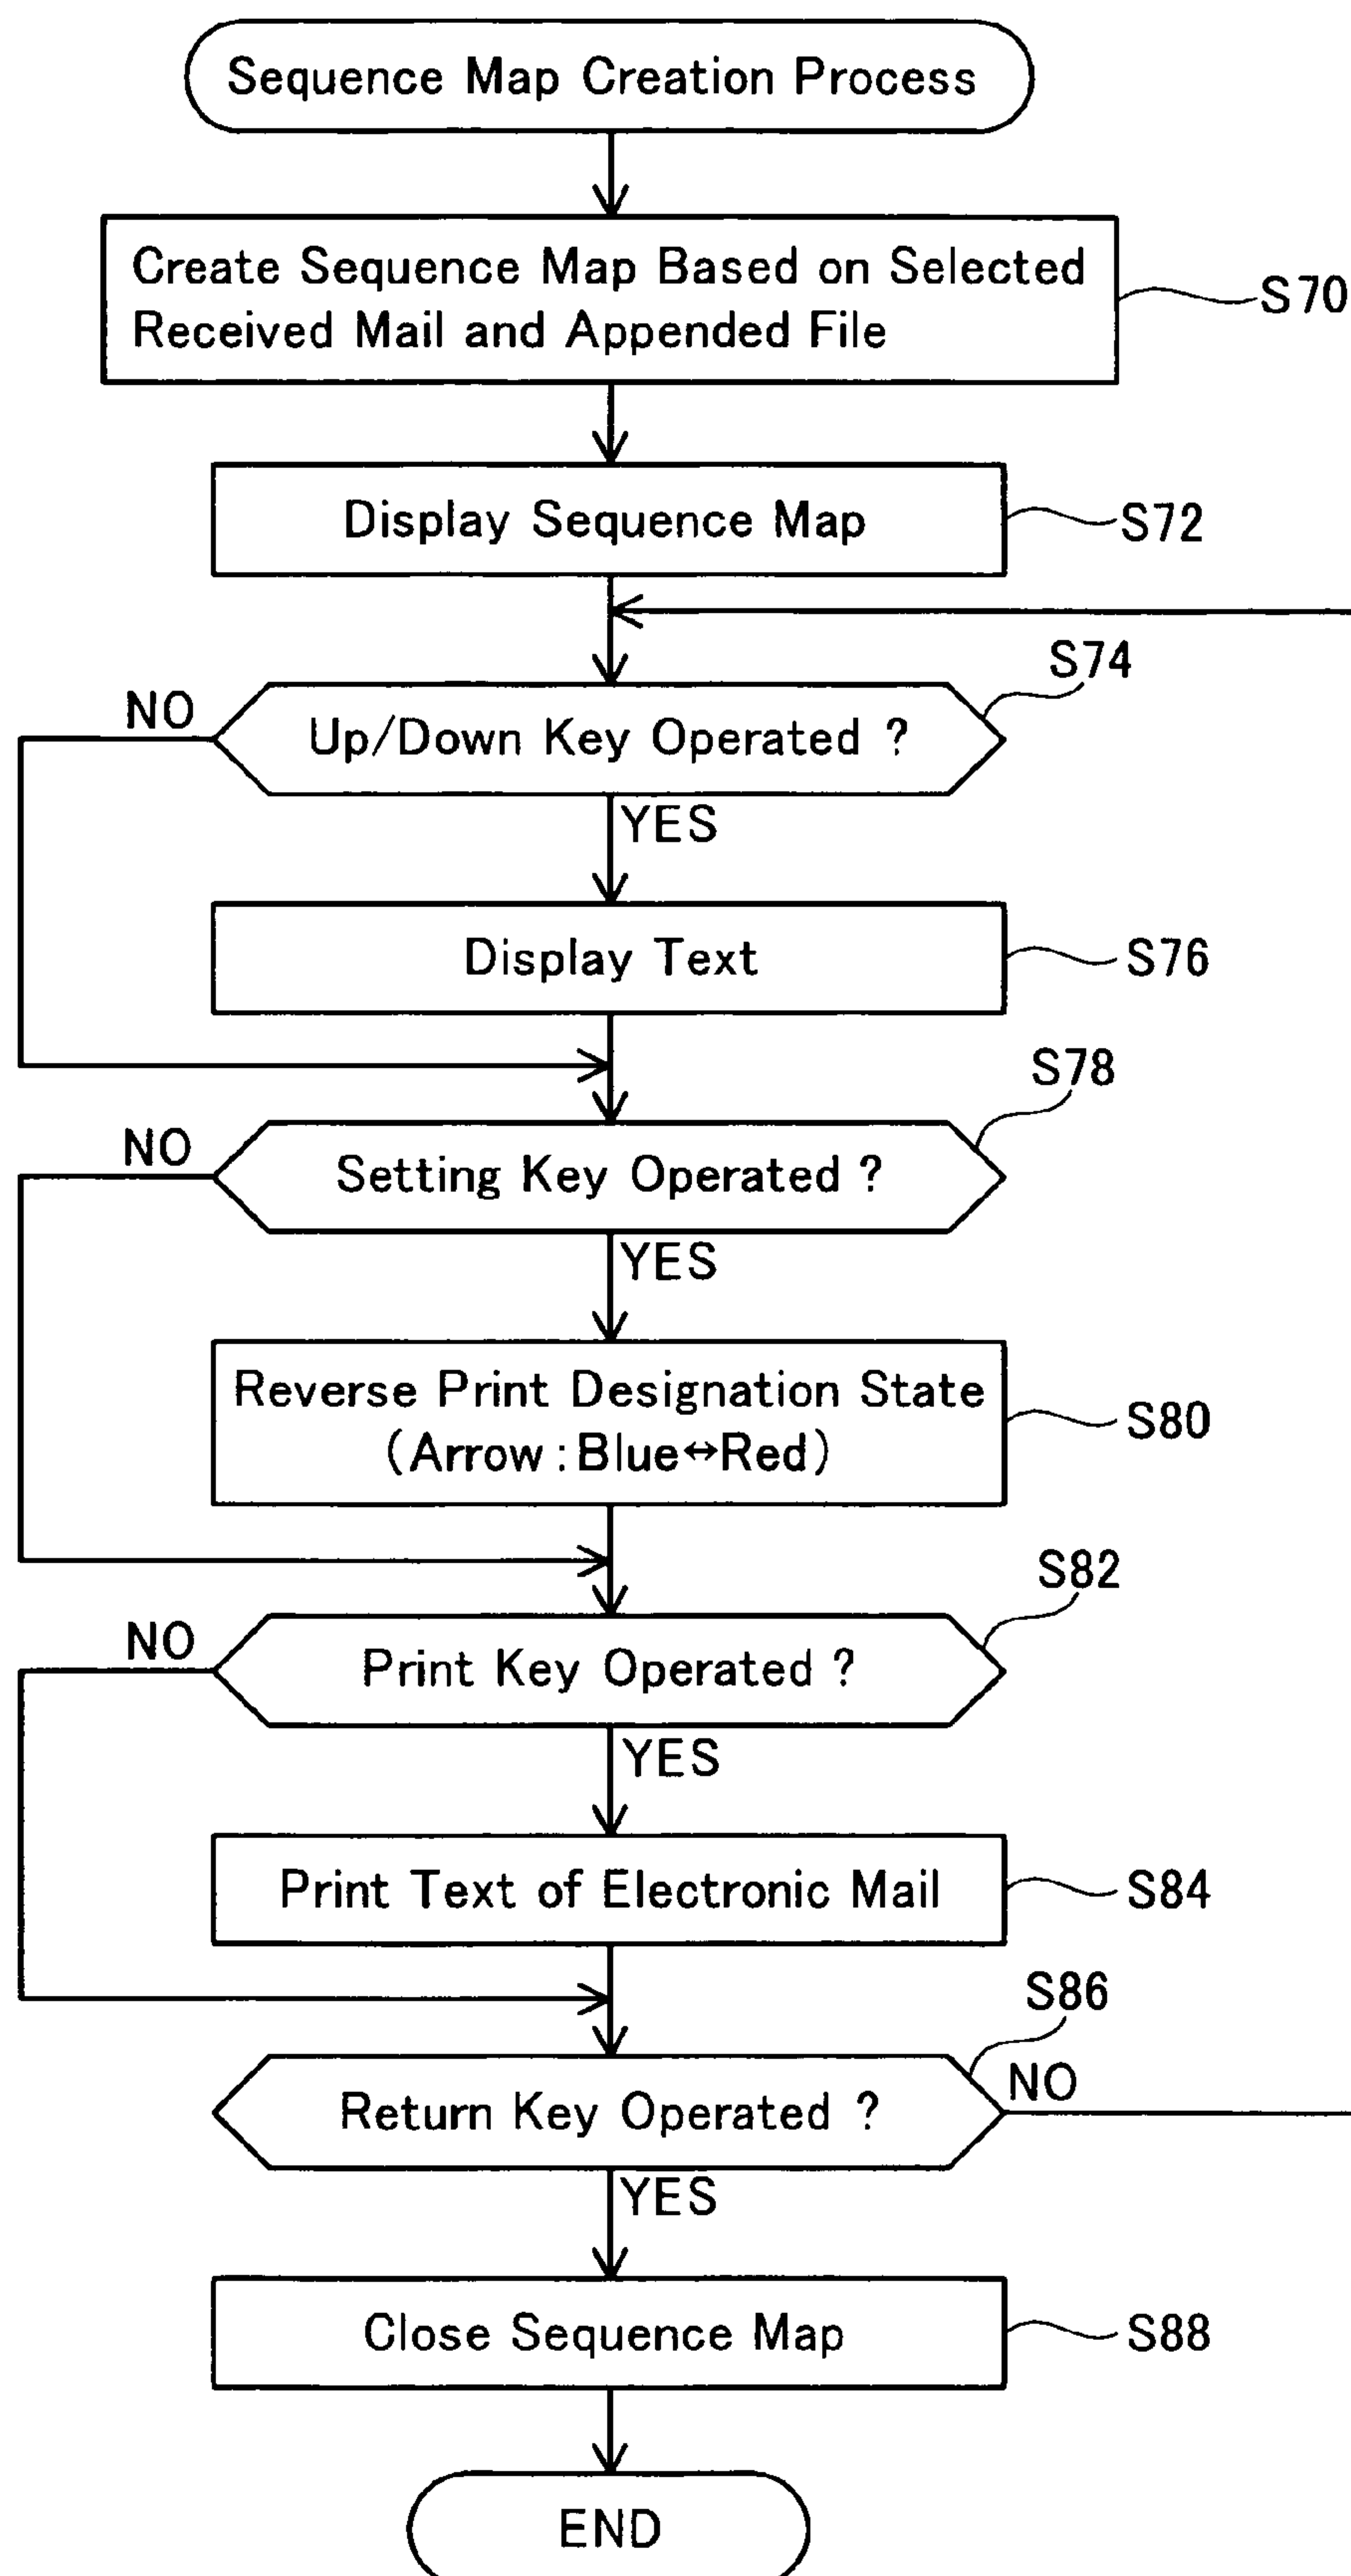 Sequence Map Creation Process
Create Sequence Map Based on Selected
Received Mail and Appended File
S70
Display Sequence Map
S72
S74
NO
Up/Down Key Operated ?
YES
Display Text
S76
S78
NO
Setting Key Operated ?
YES
Reverse Print Designation State
(Arrow : Blue↔Red)
S80
S82
NO
Print Key Operated ?
YES
Print Text of Electronic Mail
S84
S86
NO
Return Key Operated ?
YES
Close Sequence Map
S88
END